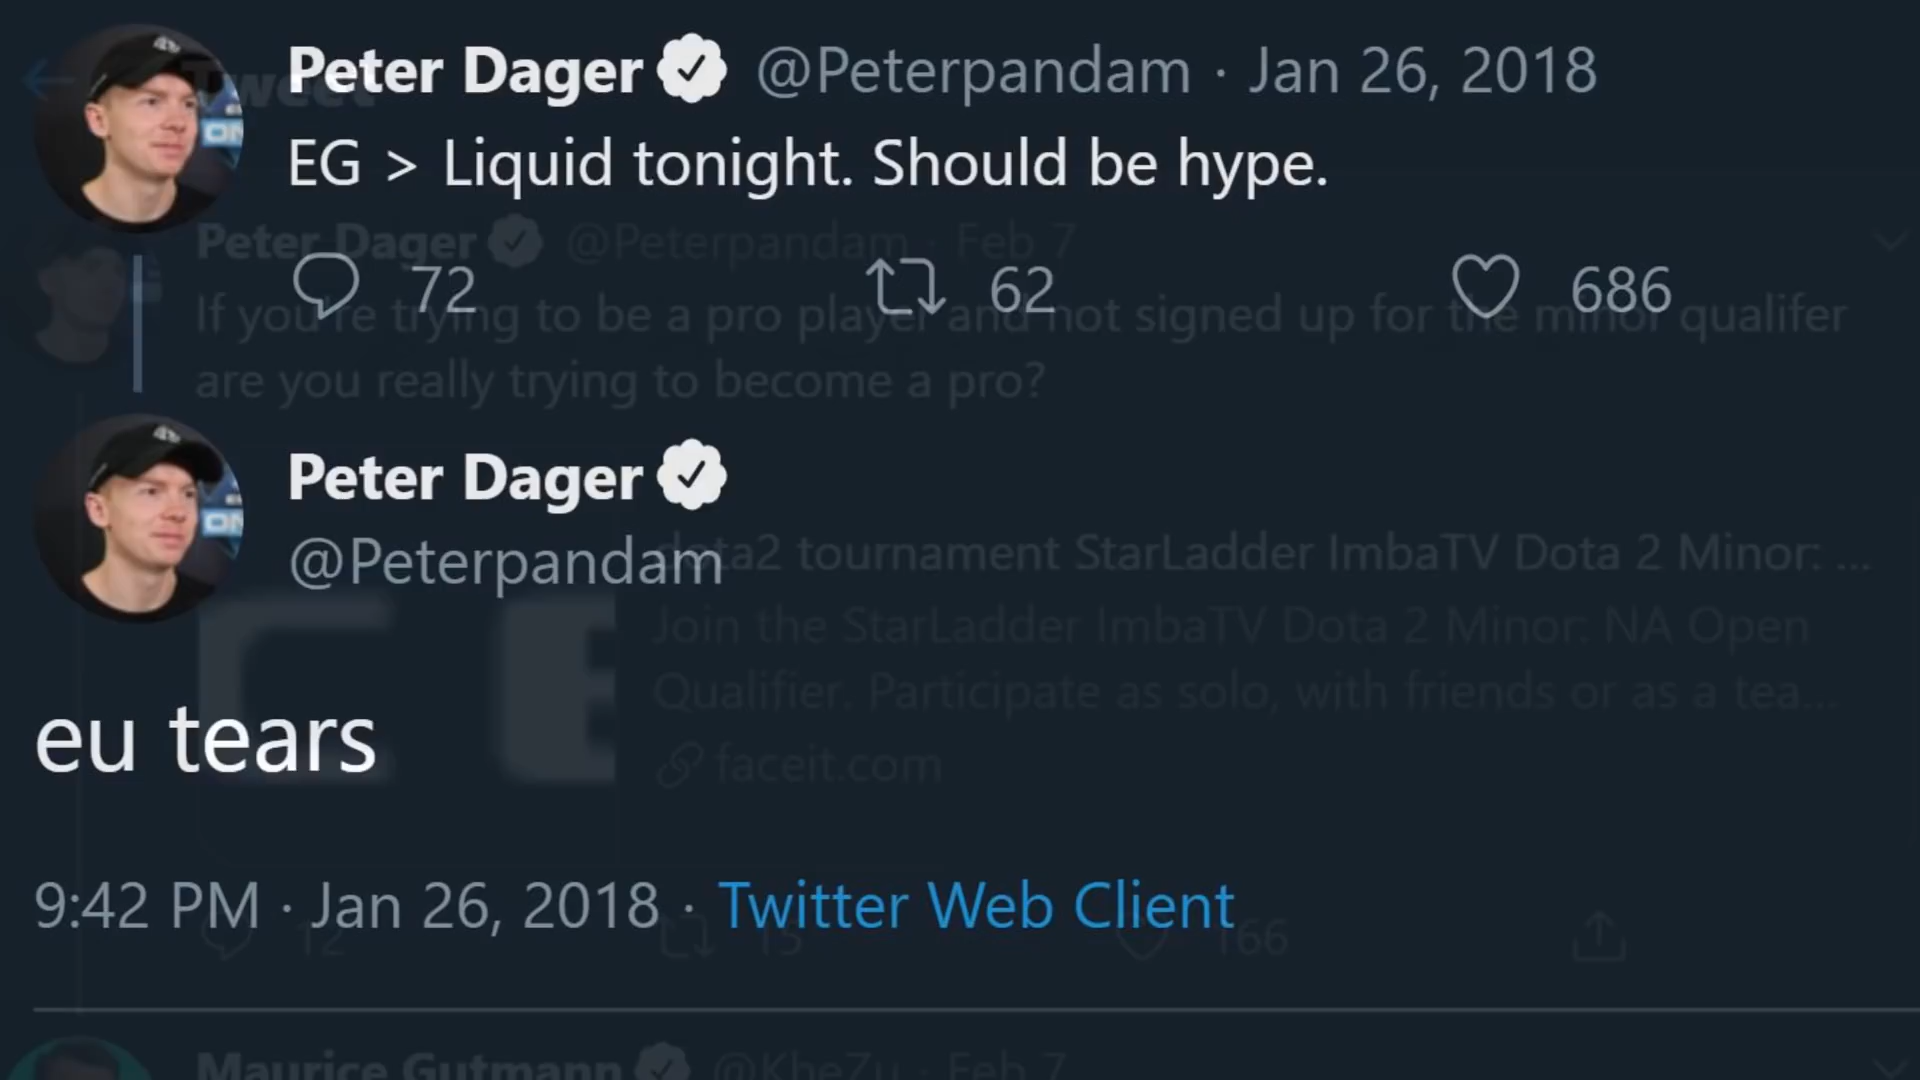 Tweet
Peter Dager @Peterpandam · Jan 26, 2018
EG > Liquid tonight. Should be hype.
Peter Dager @Peterpandam · Feb 7
72 62 686
If you're trying to be a pro player and not signed up for the minor qualifer
are you really trying to become a pro?
Peter Dager
@Peterpandam
dota2 tournament StarLadder ImbaTV Dota 2 Minor: ...
Join the StarLadder ImbaTV Dota 2 Minor: NA Open
Qualifier. Participate as solo, with friends or as a tea...
eu tears
faceit.com
9:42 PM · Jan 26, 2018 · Twitter Web Client
12 15 166
Maurice Gutmann @KheZu · Feb 7